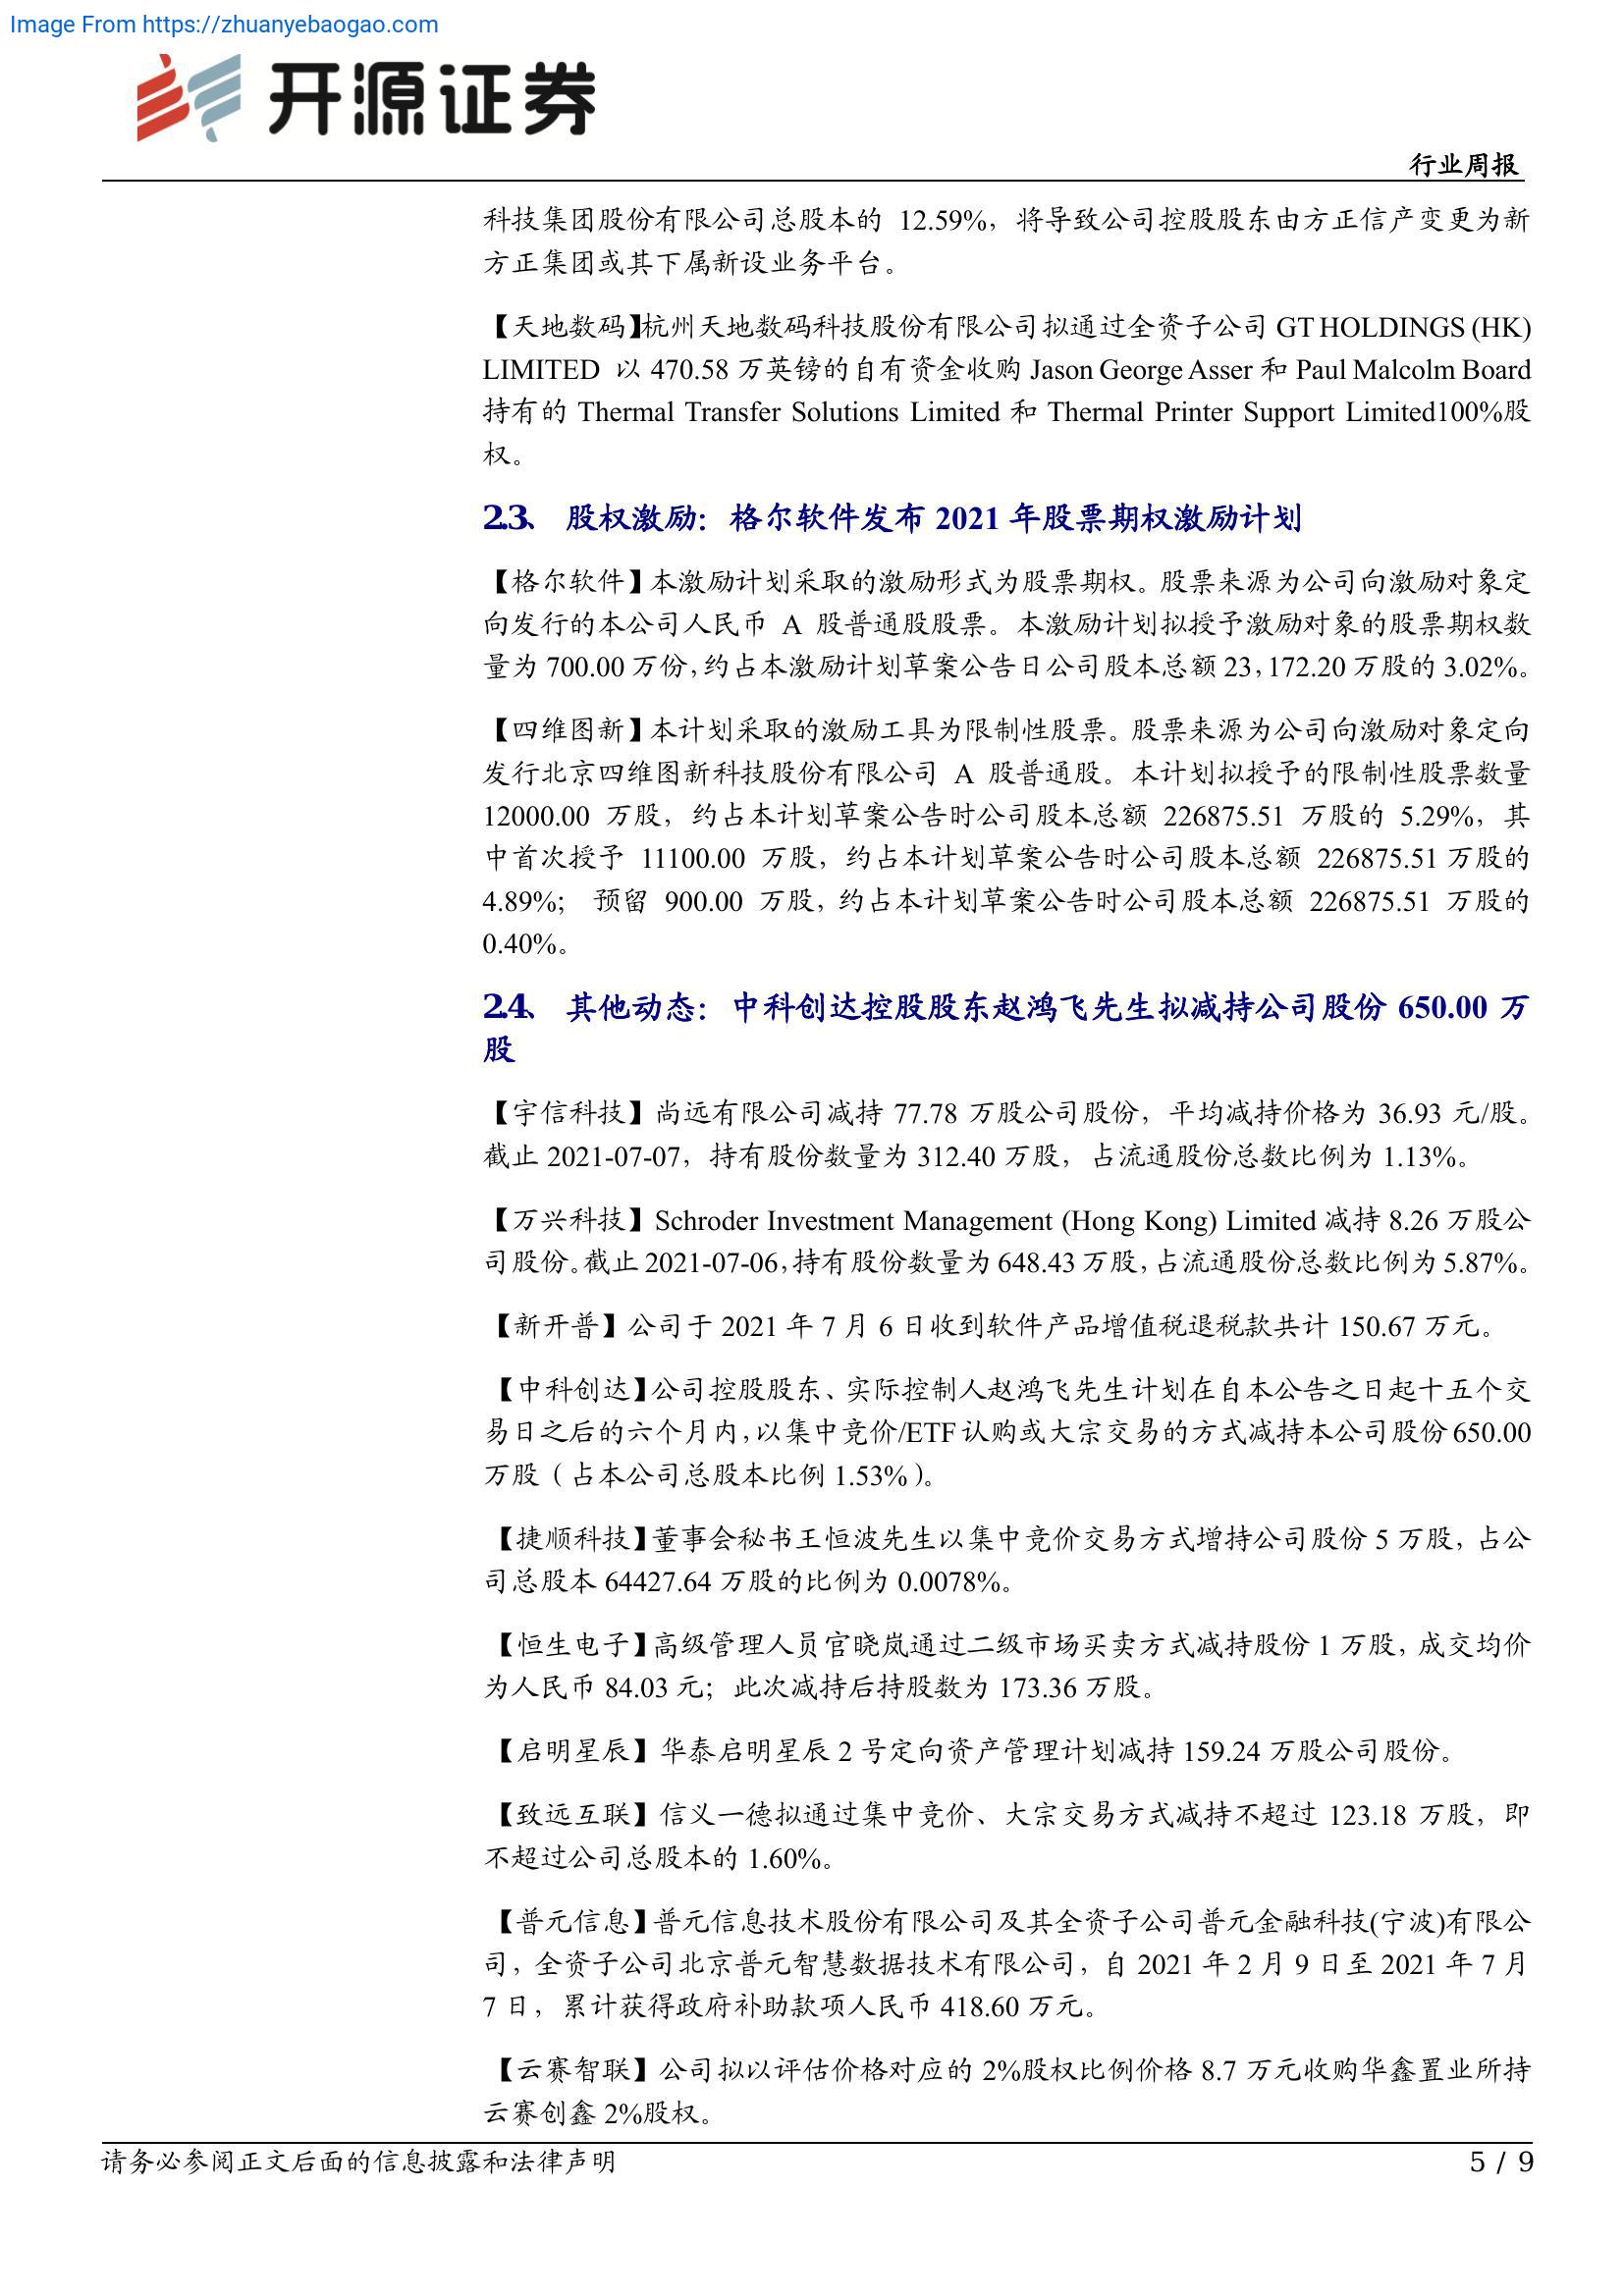 Image From https://zhuanyebaogao.com
开源证券
行业周报
科技集团股份有限公司总股本的 12.59%，将导致公司控股股东由方正信产变更为新
方正集团或其下属新设业务平台。
【天地数码】杭州天地数码科技股份有限公司拟通过全资子公司 GT HOLDINGS (HK)
LIMITED 以 470.58 万英镑的自有资金收购 Jason George Asser 和 Paul Malcolm Board
持有的 Thermal Transfer Solutions Limited 和 Thermal Printer Support Limited100%股
权。
2.3、 股权激励：格尔软件发布 2021 年股票期权激励计划
【格尔软件】本激励计划采取的激励形式为股票期权。股票来源为公司向激励对象定
向发行的本公司人民币 A 股普通股股票。本激励计划拟授予激励对象的股票期权数
量为 700.00 万份，约占本激励计划草案公告日公司股本总额 23，172.20 万股的 3.02%。
【四维图新】本计划采取的激励工具为限制性股票。股票来源为公司向激励对象定向
发行北京四维图新科技股份有限公司 A 股普通股。本计划拟授予的限制性股票数量
12000.00 万股，约占本计划草案公告时公司股本总额 226875.51 万股的 5.29%，其
中首次授予 11100.00 万股，约占本计划草案公告时公司股本总额 226875.51 万股的
4.89%； 预留 900.00 万股，约占本计划草案公告时公司股本总额 226875.51 万股的
0.40%。
2.4、 其他动态：中科创达控股股东赵鸿飞先生拟减持公司股份 650.00 万
股
【宇信科技】尚远有限公司减持 77.78 万股公司股份，平均减持价格为 36.93 元/股。
截止 2021-07-07，持有股份数量为 312.40 万股，占流通股份总数比例为 1.13%。
【万兴科技】Schroder Investment Management (Hong Kong) Limited 减持 8.26 万股公
司股份。截止 2021-07-06，持有股份数量为 648.43 万股，占流通股份总数比例为 5.87%。
【新开普】公司于 2021 年 7 月 6 日收到软件产品增值税退税款共计 150.67 万元。
【中科创达】公司控股股东、实际控制人赵鸿飞先生计划在自本公告之日起十五个交
易日之后的六个月内，以集中竞价/ETF 认购或大宗交易的方式减持本公司股份 650.00
万股（占本公司总股本比例 1.53%）。
【捷顺科技】董事会秘书王恒波先生以集中竞价交易方式增持公司股份 5 万股，占公
司总股本 64427.64 万股的比例为 0.0078%。
【恒生电子】高级管理人员官晓岚通过二级市场买卖方式减持股份 1 万股，成交均价
为人民币 84.03 元；此次减持后持股数为 173.36 万股。
【启明星辰】华泰启明星辰 2 号定向资产管理计划减持 159.24 万股公司股份。
【致远互联】信义一德拟通过集中竞价、大宗交易方式减持不超过 123.18 万股，即
不超过公司总股本的 1.60%。
【普元信息】普元信息技术股份有限公司及其全资子公司普元金融科技(宁波)有限公
司，全资子公司北京普元智慧数据技术有限公司，自 2021 年 2 月 9 日至 2021 年 7 月
7 日，累计获得政府补助款项人民币 418.60 万元。
【云赛智联】公司拟以评估价格对应的 2%股权比例价格 8.7 万元收购华鑫置业所持
云赛创鑫 2%股权。
请务必参阅正文后面的信息披露和法律声明
5 / 9